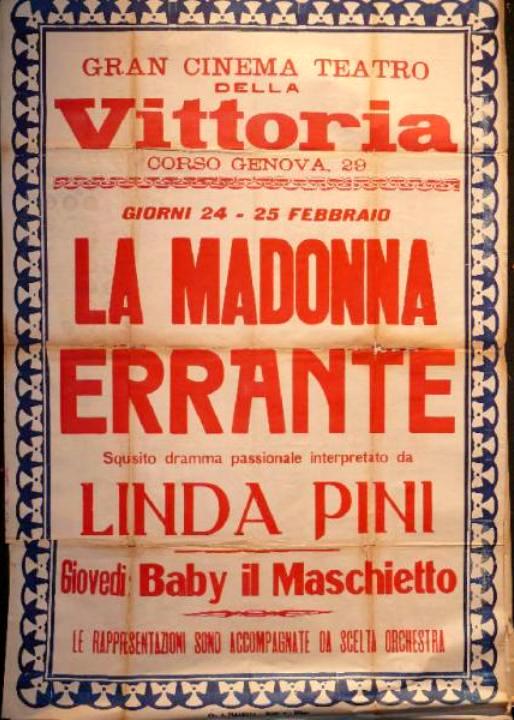 GRAN CINEMA TEATRO
DELLA
Vittoria
CORSO GENOVA, 29
GIORNI 24 - 25 FEBBRAIO
LA MADONNA
ERRANTE
Squisito dramma passionale interpretato da
LINDA PINI
Giovedì: Baby il Maschietto
LE RAPPRESENTAZIONI SONO ACCOMPAGNATE DA SCELTA ORCHESTRA